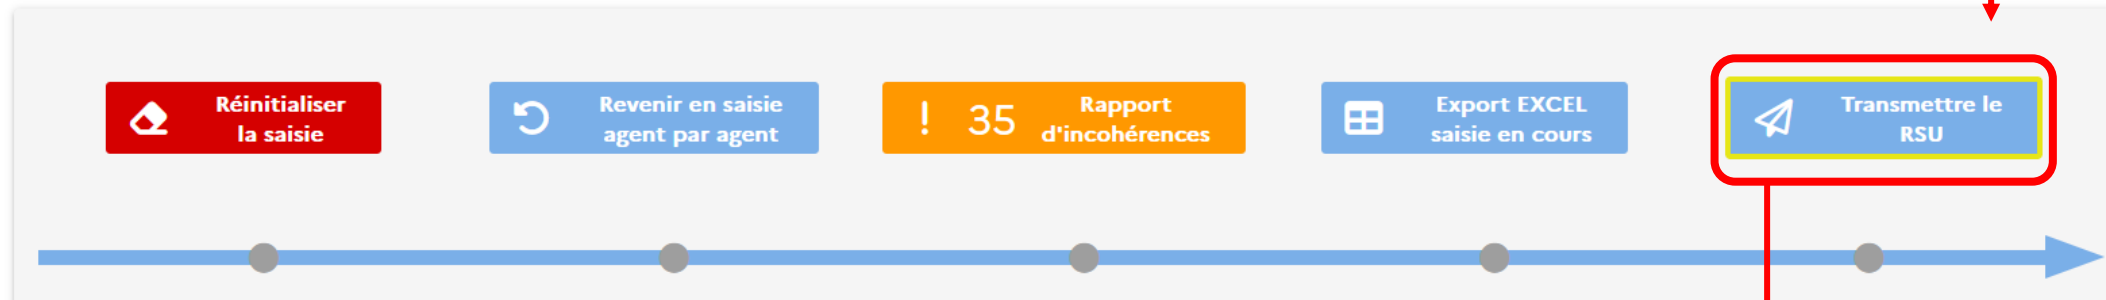 Réinitialiser
la saisie
Revenir en saisie
agent par agent
! 35 Rapport
d'incohérences
Export EXCEL
saisie en cours
Transmettre le
RSU